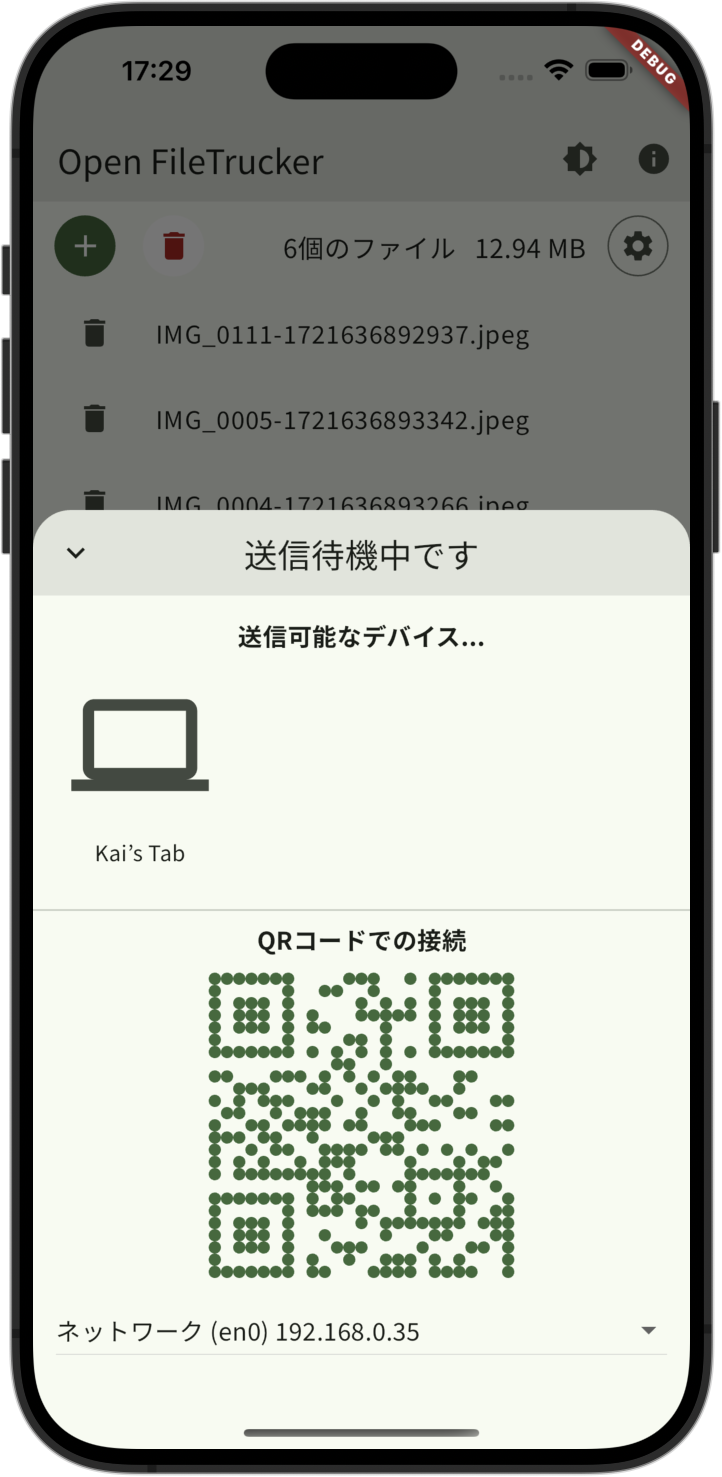 17:29
DEBUG
Open FileTrucker
6個のファイル 12.94 MB
IMG_0111-1721636892937.jpeg
IMG_0005-1721636893342.jpeg
IMG_0004-1721636893266.jpeg
送信待機中です
送信可能なデバイス...
Kai’s Tab
QRコードでの接続
ネットワーク (en0) 192.168.0.35